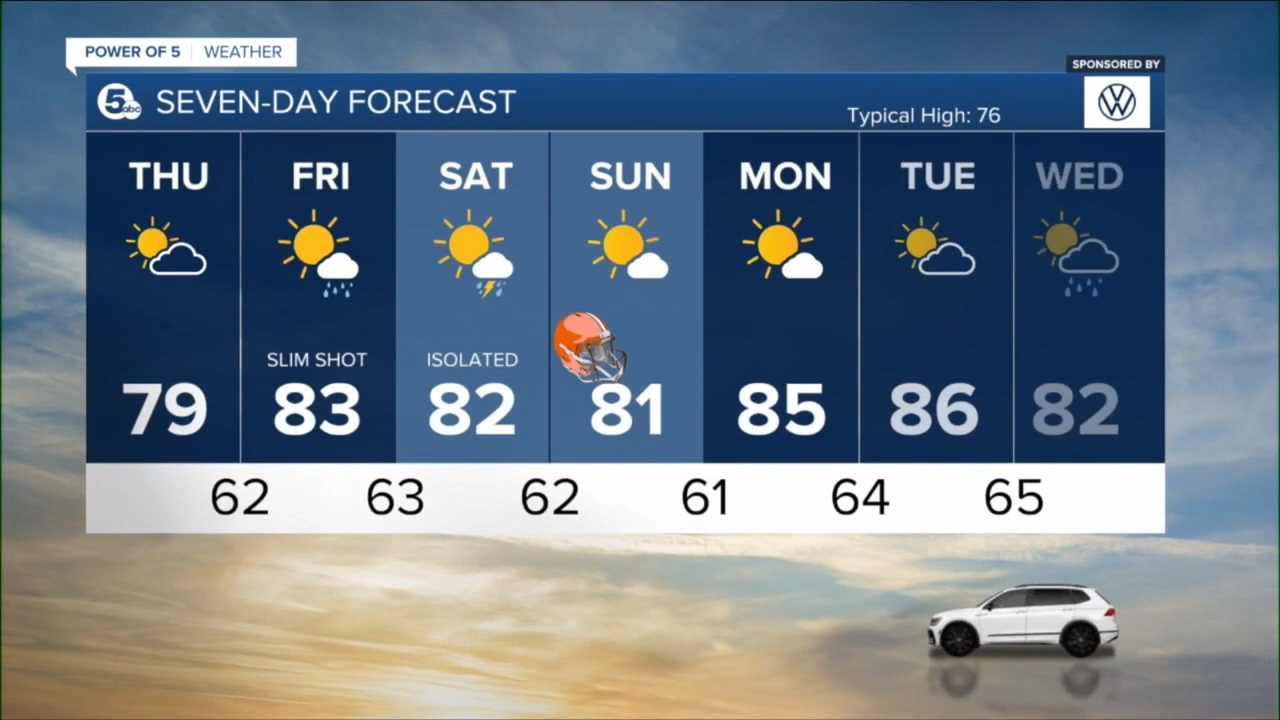 POWER OF 5 | WEATHER
SPONSORED BY
5 abc SEVEN-DAY FORECAST
Typical High: 76
THU FRI SAT SUN MON TUE WED
SLIM SHOT ISOLATED
79 83 82 81 85 86 82
62 63 62 61 64 65